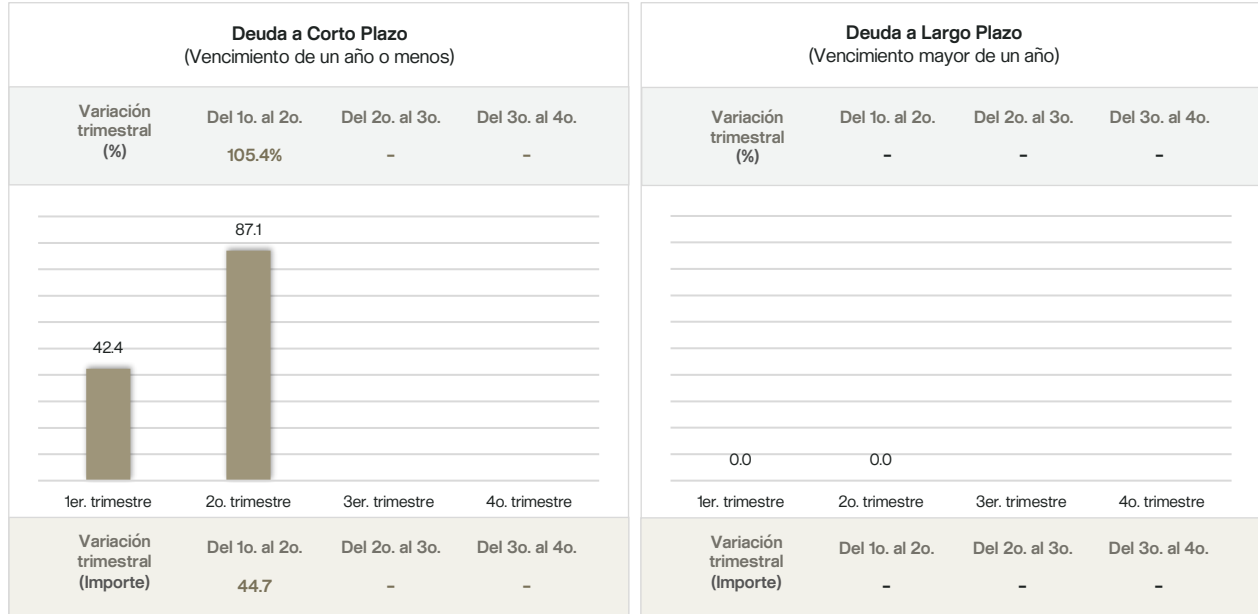 Deuda a Corto Plazo
(Vencimiento de un año o menos)
Variación trimestral (%)
Del 1o. al 2o.
Del 2o. al 3o.
Del 3o. al 4o.
105.4%
-
-
87.1
42.4
1er. trimestre
2o. trimestre
3er. trimestre
4o. trimestre
Variación trimestral (Importe)
Del 1o. al 2o.
Del 2o. al 3o.
Del 3o. al 4o.
44.7
-
-
Deuda a Largo Plazo
(Vencimiento mayor de un año)
Variación trimestral (%)
Del 1o. al 2o.
Del 2o. al 3o.
Del 3o. al 4o.
-
-
-
0.0
0.0
1er. trimestre
2o. trimestre
3er. trimestre
4o. trimestre
Variación trimestral (Importe)
Del 1o. al 2o.
Del 2o. al 3o.
Del 3o. al 4o.
-
-
-